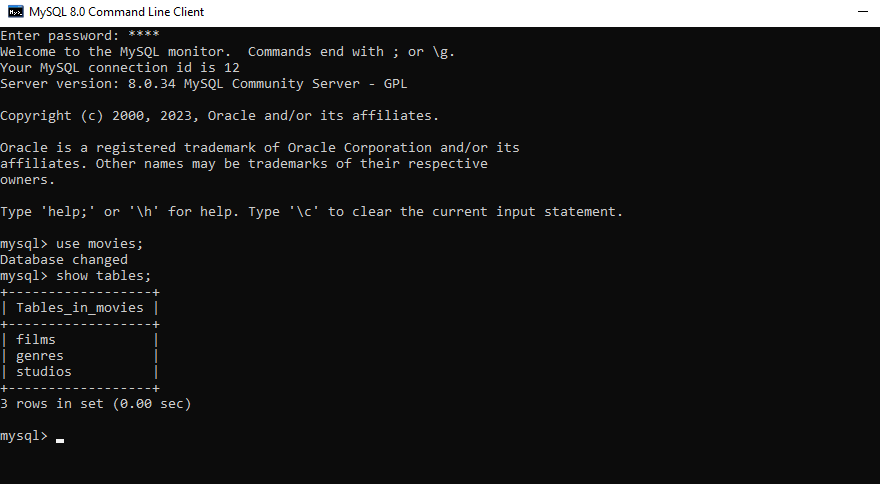 MySQL 8.0 Command Line Client
Enter password: ****
Welcome to the MySQL monitor.  Commands end with ; or \g.
Your MySQL connection id is 12
Server version: 8.0.34 MySQL Community Server - GPL
Copyright (c) 2000, 2023, Oracle and/or its affiliates.
Oracle is a registered trademark of Oracle Corporation and/or its
affiliates. Other names may be trademarks of their respective
owners.
Type 'help;' or '\h' for help. Type '\c' to clear the current input statement.
mysql> use movies;
Database changed
mysql> show tables;
+------------------+
| Tables_in_movies |
+------------------+
| films            |
| genres           |
| studios          |
+------------------+
3 rows in set (0.00 sec)
mysql> _